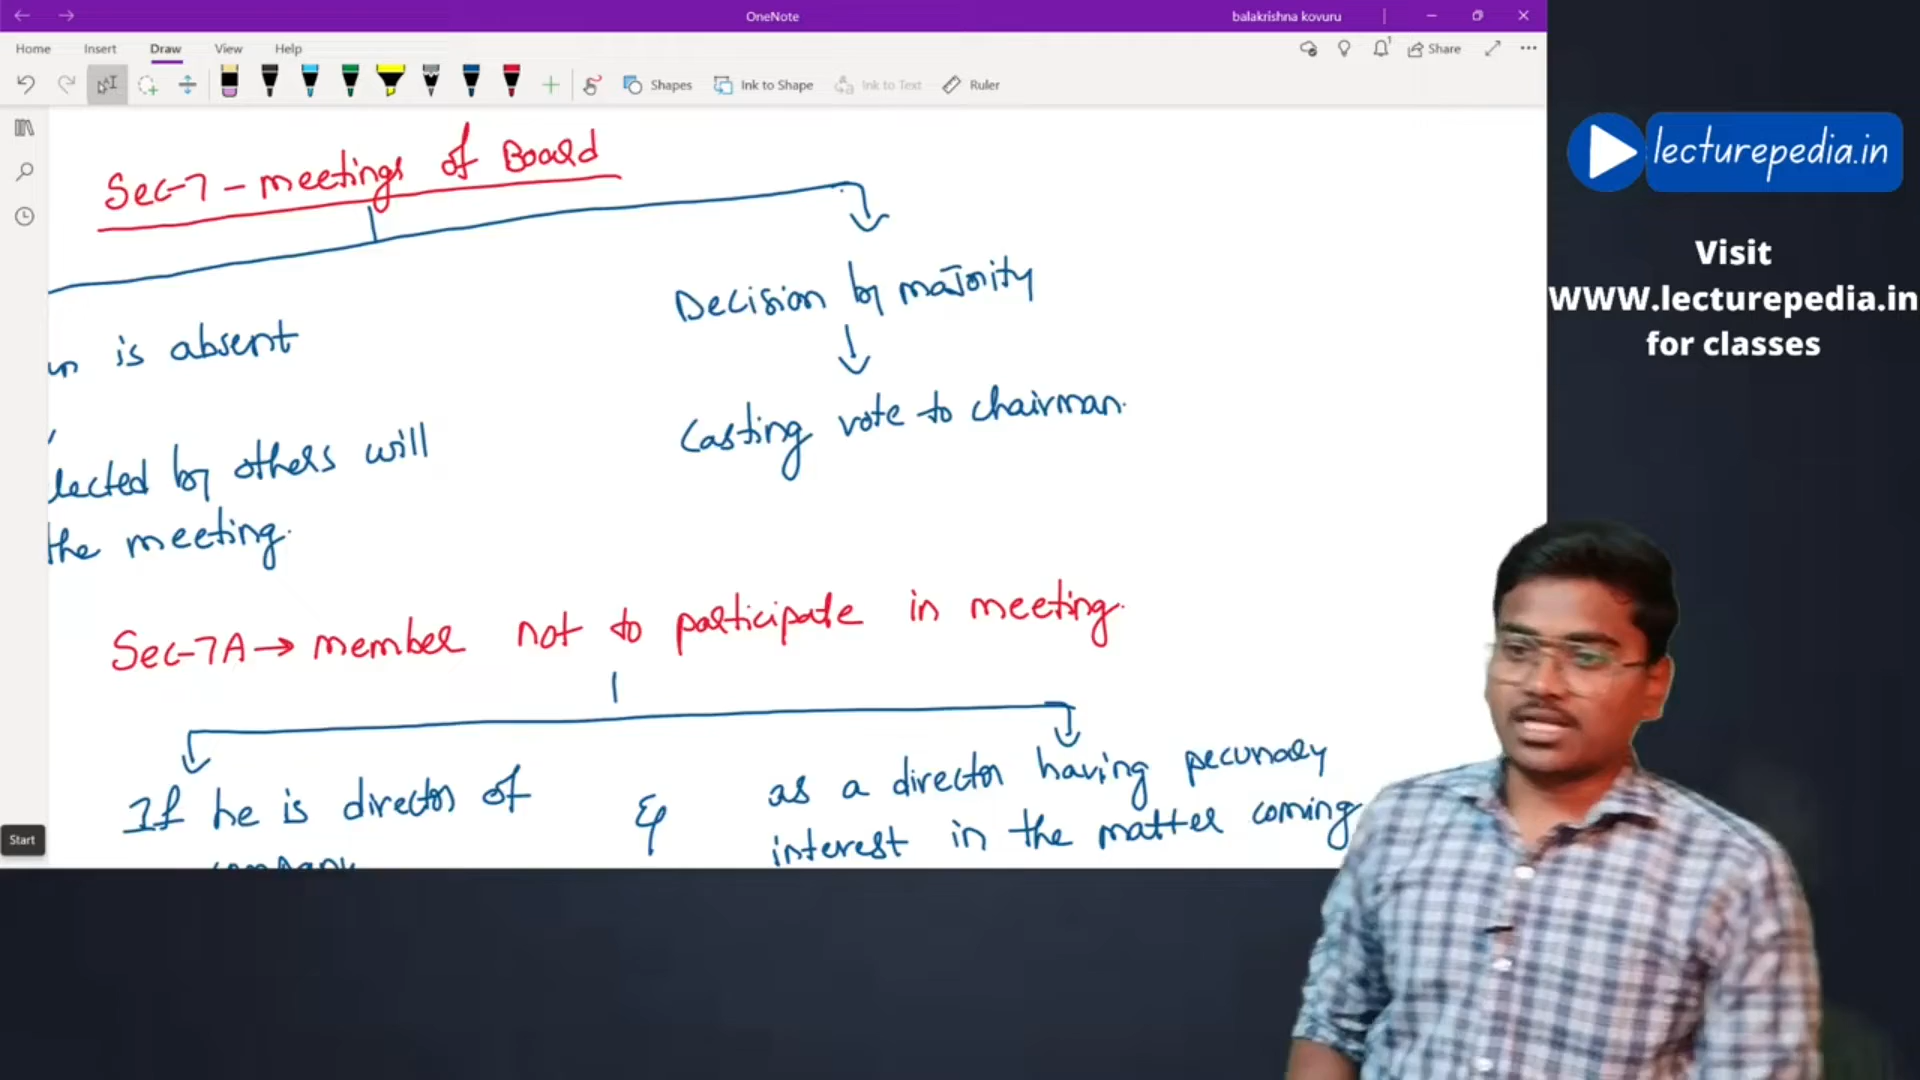 OneNote
balakrishna kovuru
Home Insert Draw View Help
1
Share
Shapes Ink to Shape Ink to Text Ruler
Sec-7 - meetings of Board
is absent
Decision by majority
Casting vote to chairman.
lected by others will
the meeting.
Sec-7A → member not to participate in meeting.
If he is director of
company
&
as a director having pecunary
interest in the matter coming
Start
lecturepedia.in
Visit
WWW.lecturepedia.in
for classes